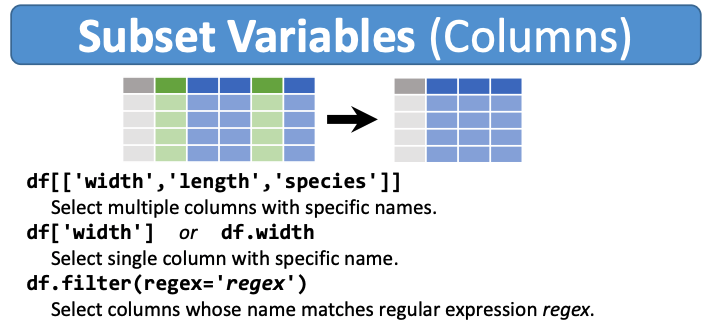 Subset Variables (Columns)
df[['width','length','species']]
Select multiple columns with specific names.
df['width'] or df.width
Select single column with specific name.
df.filter(regex='regex')
Select columns whose name matches regular expression regex.